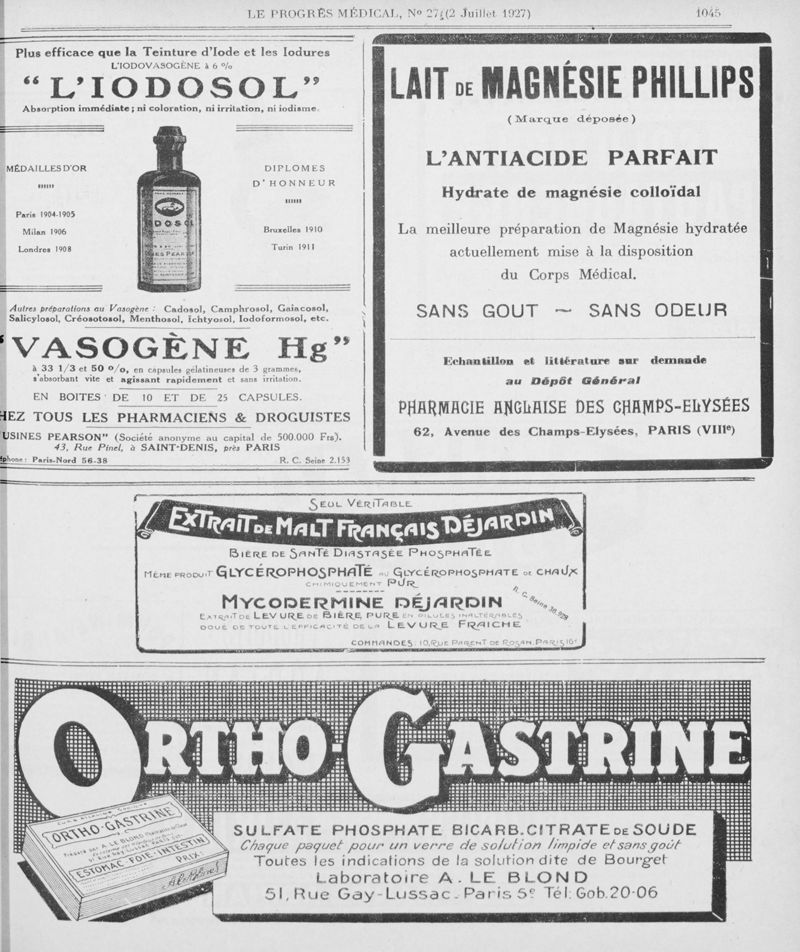 LE PROGRÈS MÉDICAL, No 27 (2 Juillet 1927)
1045
Plus efficace que la Teinture d'Iode et les Iodures
L'IODOVASOGÈNE à 6 %
“L'IODOSOL”
Absorption immédiate ; ni coloration, ni irritation, ni iodisme.
MÉDAILLES D'OR
Paris 1904-1905
Milan 1906
Londres 1908
DIPLOMES
D'HONNEUR
Bruxelles 1910
Turin 1911
Autres préparations au Vasogène : Cadosol, Camphrosol, Gaïacosol,
Salicylosol, Créosotosol, Menthosol, Ichtyosol, Iodoformosol, etc.
“VASOGÈNE Hg”
à 33 1/3 et 50 o/o, en capsules gélatineuses de 3 grammes,
s'absorbant vite et agissant rapidement et sans irritation.
EN BOITES DE 10 ET DE 25 CAPSULES.
HEZ TOUS LES PHARMACIENS & DROGUISTES
USINES PEARSON” (Société anonyme au capital de 500.000 Frs).
43, Rue Pinel, à SAINT-DENIS, près PARIS
éphone : Paris-Nord 56-38
R. C. Seine 2.153
LAIT DE MAGNÉSIE PHILLIPS
(Marque déposée)
L'ANTIACIDE PARFAIT
Hydrate de magnésie colloïdal
La meilleure préparation de Magnésie hydratée
actuellement mise à la disposition
du Corps Médical.
SANS GOUT ~ SANS ODEUR
Echantillon et littérature sur demande
au Dépôt Général
PHARMACIE ANGLAISE DES CHAMPS-ELYSÉES
62, Avenue des Champs-Elysées, PARIS (VIIIe)
SEUL VÉRITABLE
EXTRAIT DE MALT FRANÇAIS DÉJARDIN
BIÈRE DE SANTÉ DIASTASÉE PHOSPHATÉE
MÊME PRODUIT GLYCÉROPHOSPHATÉ AU GLYCÉROPHOSPHATE DE CHAUX
CHIMIQUEMENT PUR
MYCODERMINE DÉJARDIN
EXTRAIT DE LEVURE DE BIÈRE PURE EN PILULES INALTÉRABLES
DOUÉ DE TOUTE L'EFFICACITÉ DE LA LEVURE FRAICHE
COMMANDES : 10, RUE PARENT DE ROSAN, PARIS 16e
ORTHO-GASTRINE
ORTHO-GASTRINE
ESTOMAC. FOIE. INTESTIN
PRIX :
SULFATE PHOSPHATE BICARB. CITRATE DE SOUDE
Chaque paquet pour un verre de solution limpide et sans goût
Toutes les indications de la solution dite de Bourget
Laboratoire A. LE BLOND
51, Rue Gay-Lussac - Paris 5e Tél: Gob. 20-06